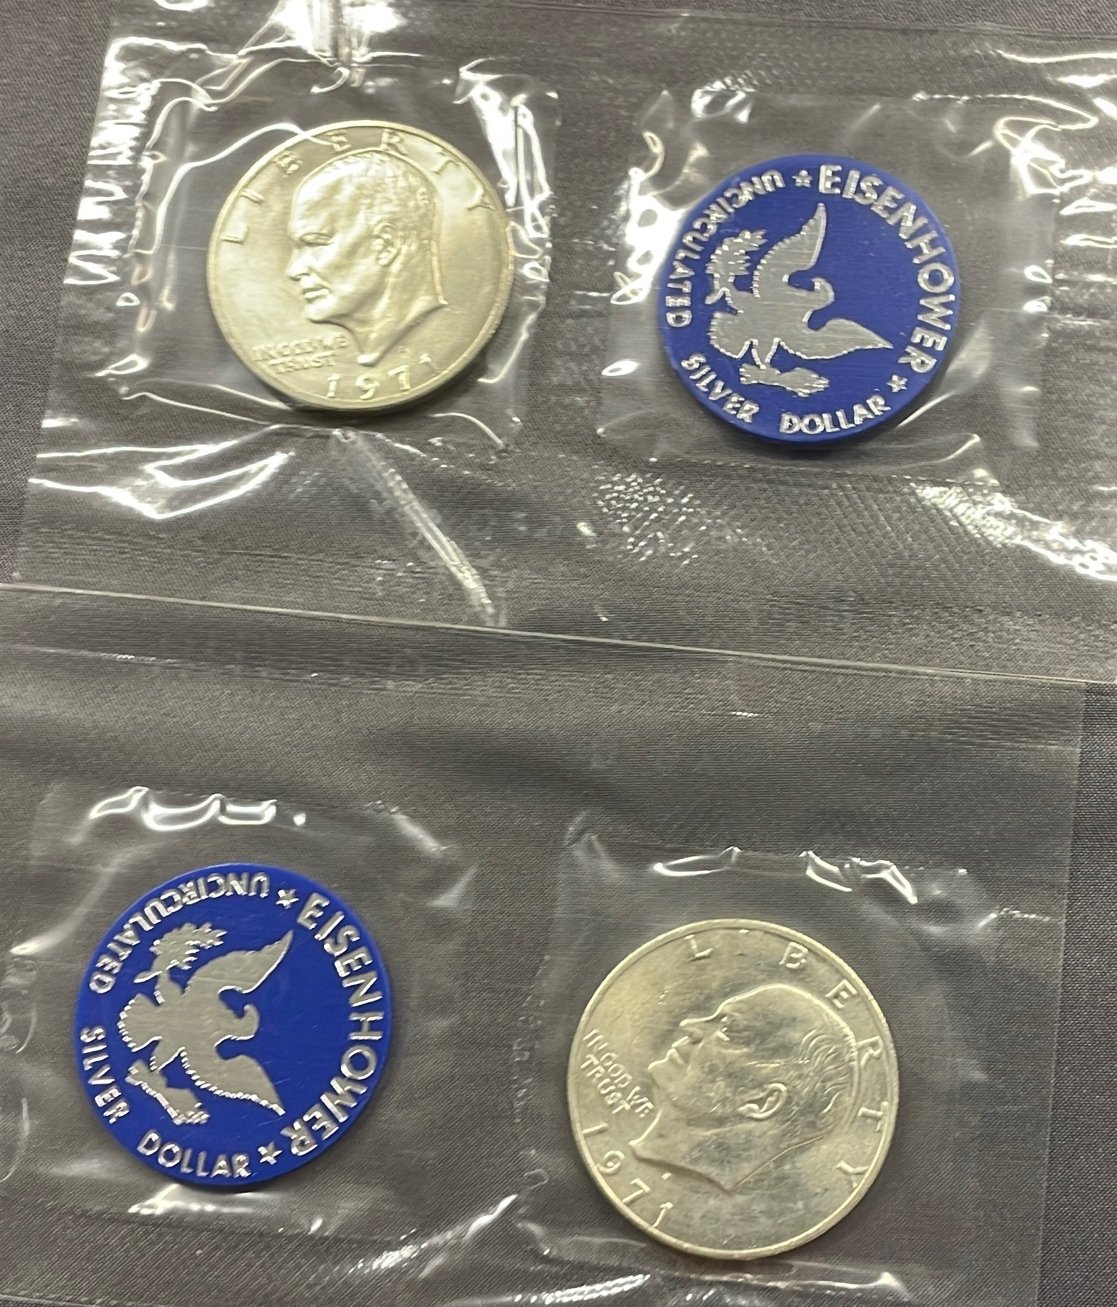 LIBERTY
IN GOD WE
TRUST
197
EISENHOWER
UNCIRCULATED
SILVER DOLLAR
EISENHOWER
UNCIRCULATED
SILVER DOLLAR
LIBERTY
IN GOD WE
TRUST
1971